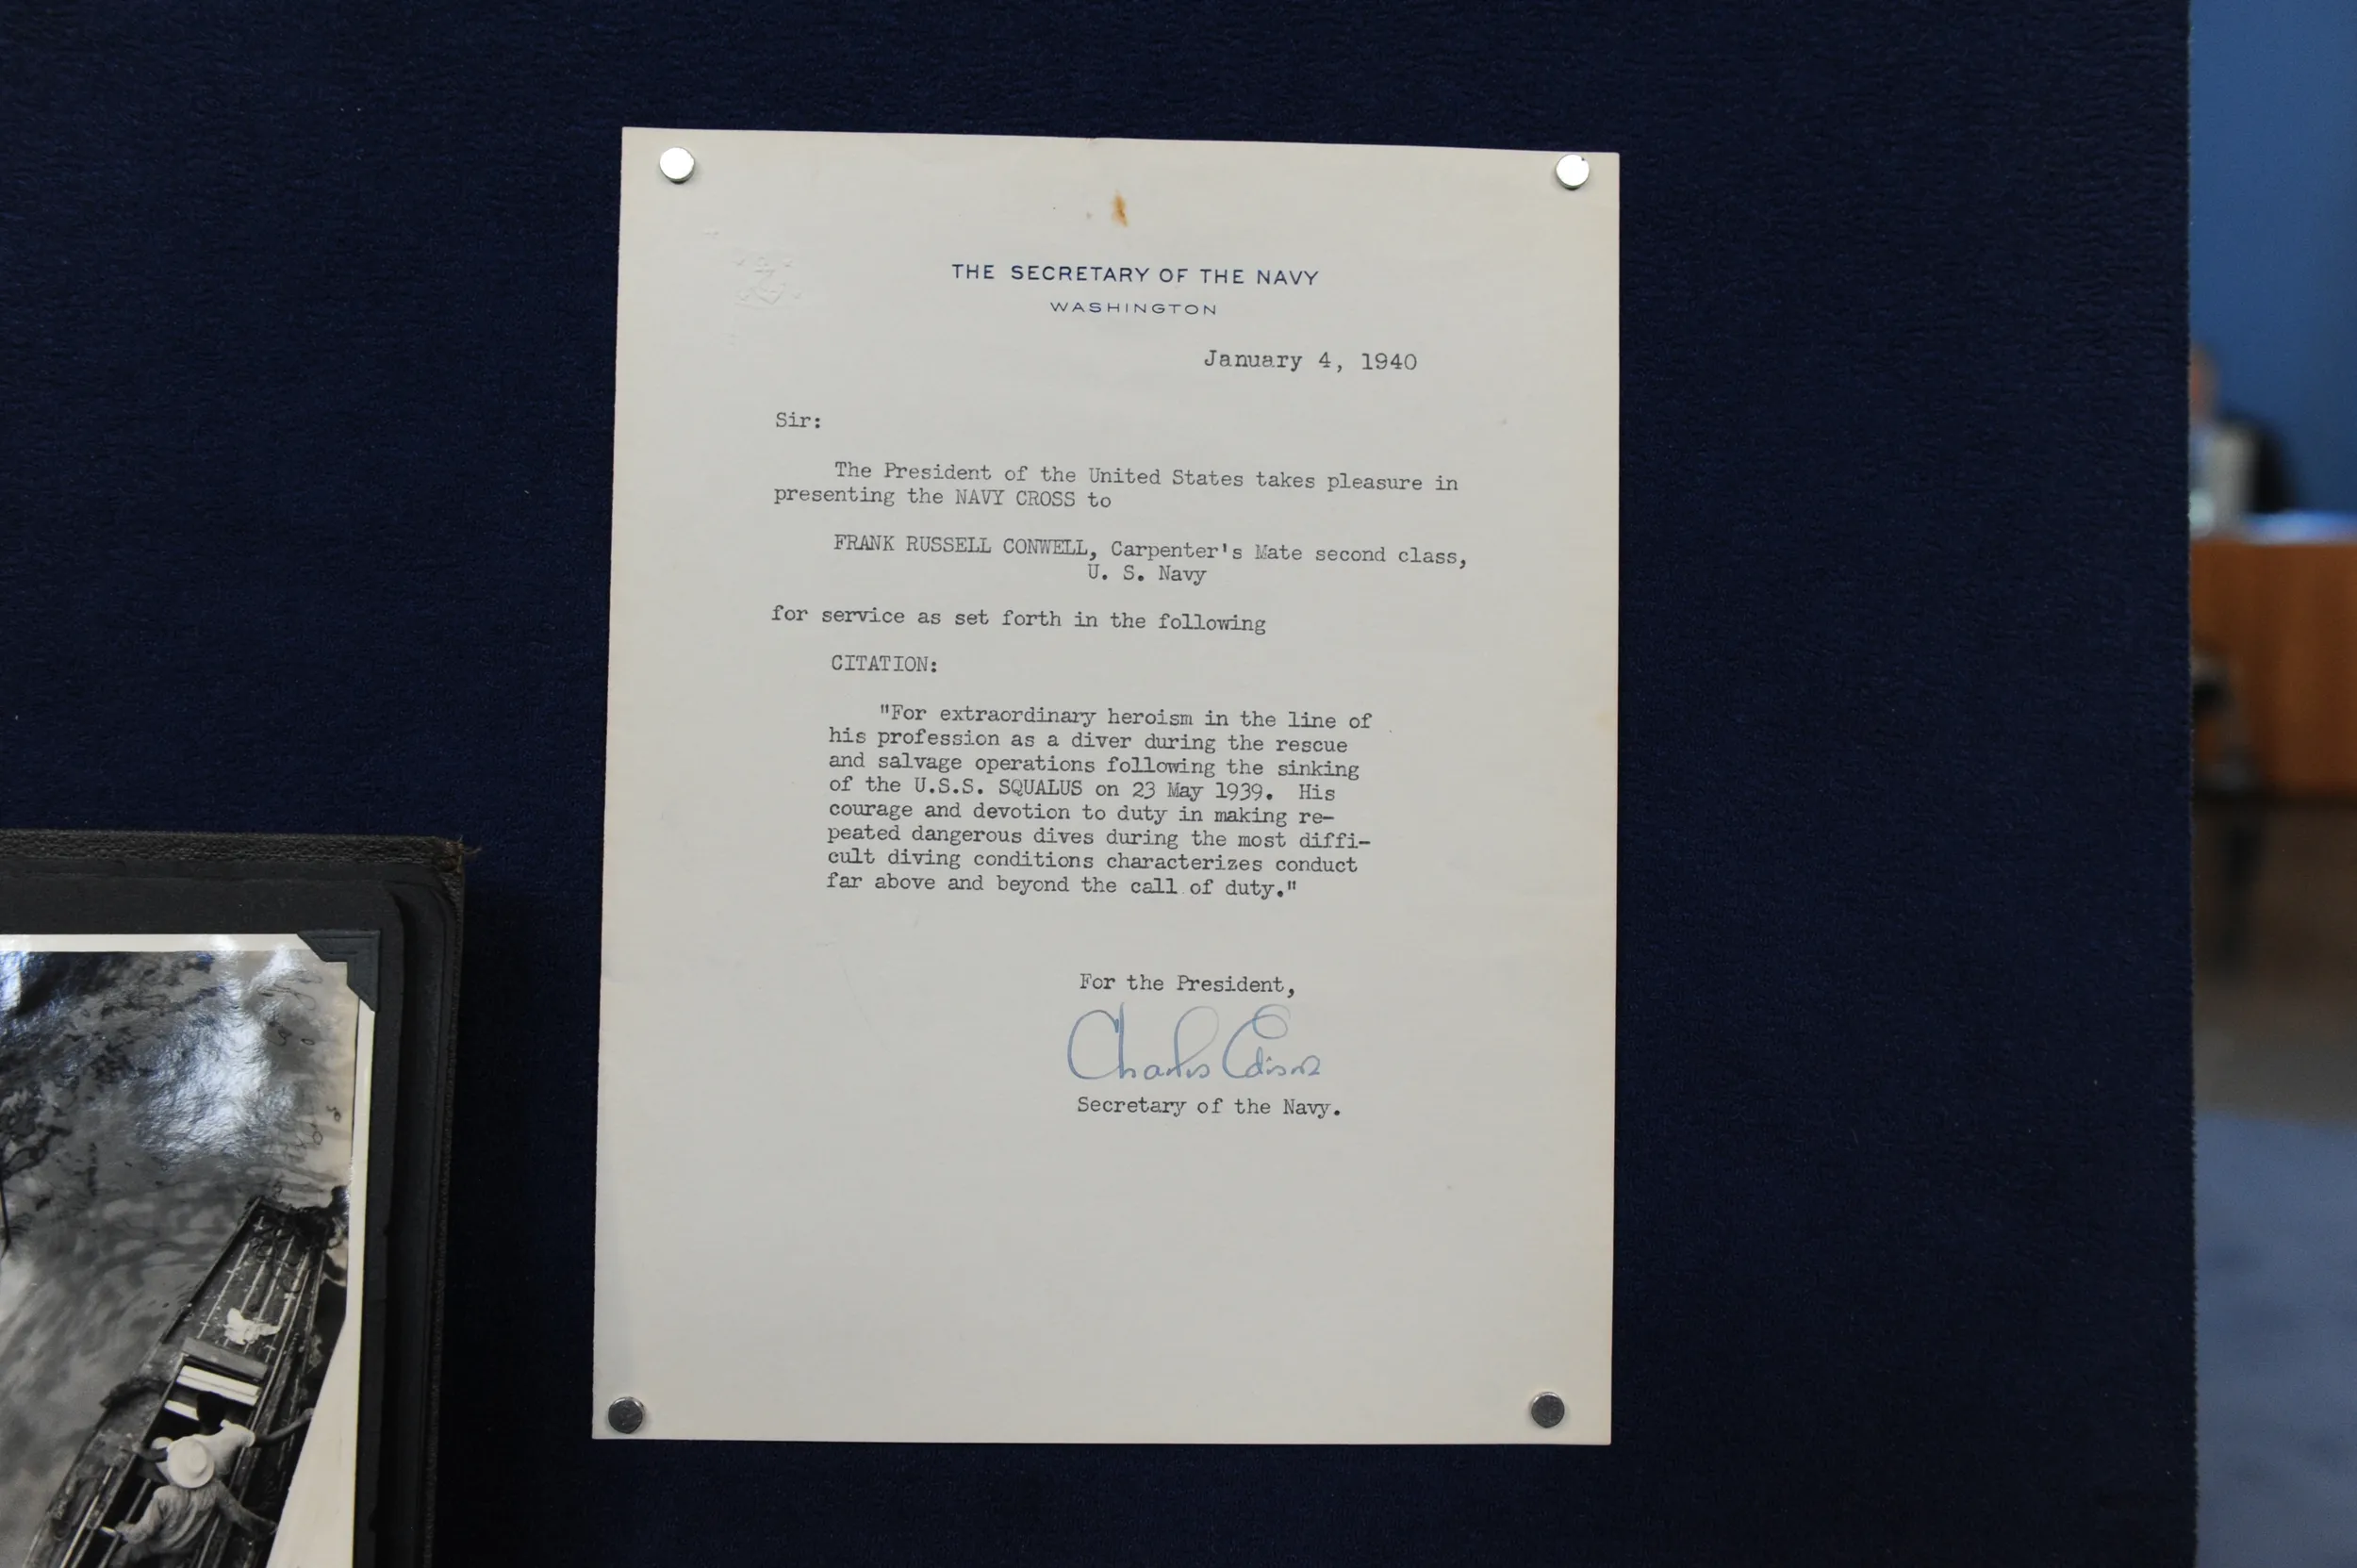 THE SECRETARY OF THE NAVY
WASHINGTON
January 4, 1940
Sir:
The President of the United States takes pleasure in
presenting the NAVY CROSS to
FRANK RUSSELL CONWELL, Carpenter's Mate second class,
U. S. Navy
for service as set forth in the following
CITATION:
"For extraordinary heroism in the line of
his profession as a diver during the rescue
and salvage operations following the sinking
of the U.S.S. SQUALUS on 23 May 1939. His
courage and devotion to duty in making re-
peated dangerous dives during the most diffi-
cult diving conditions characterizes conduct
far above and beyond the call of duty."
For the President,
Charles Edison
Secretary of the Navy.